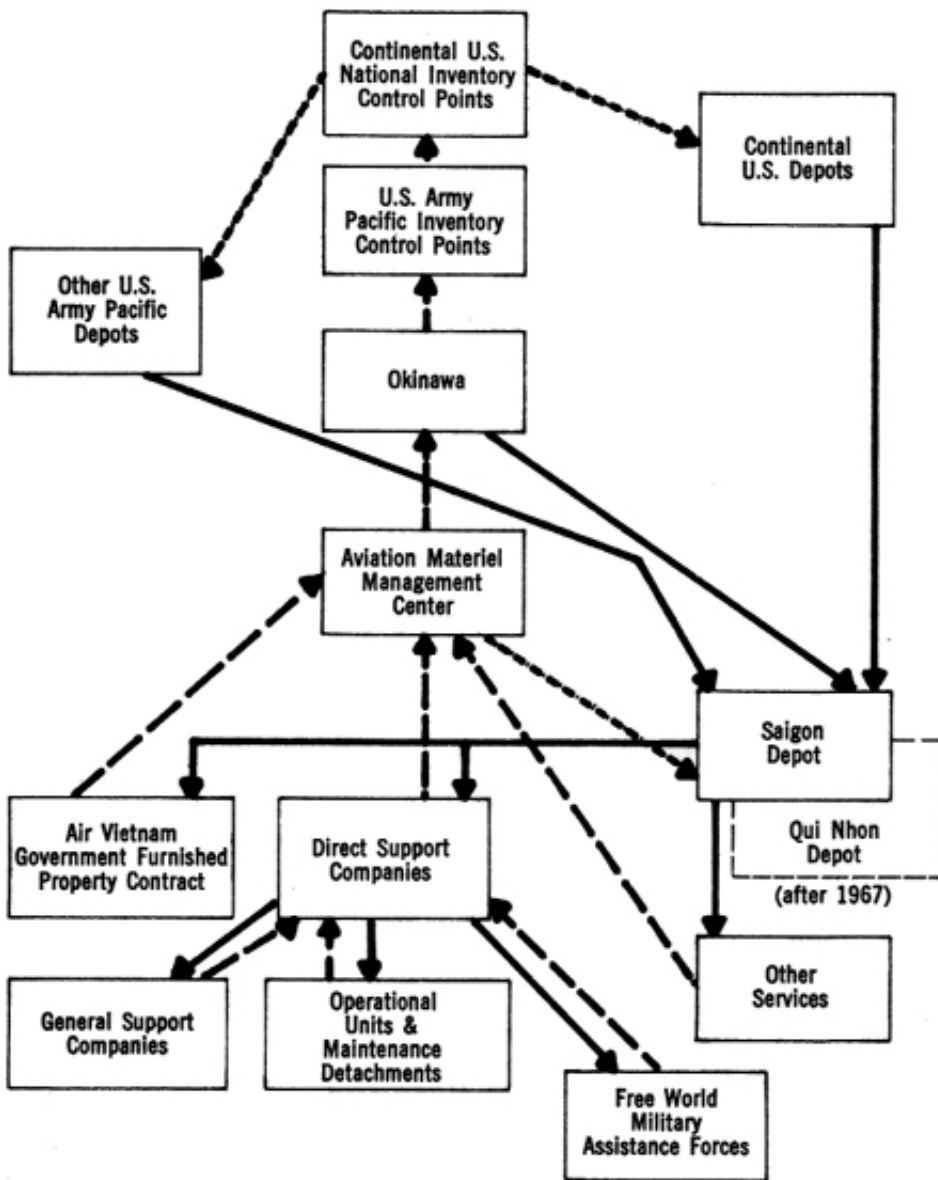 Continental U.S.
National Inventory
Control Points
Continental
U.S. Depots
U.S. Army
Pacific Inventory
Control Points
Other U.S.
Army Pacific
Depots
Okinawa
Aviation Materiel
Management
Center
Saigon
Depot
Air Vietnam
Government Furnished
Property Contract
Direct Support
Companies
Qui Nhon
Depot
(after 1967)
General Support
Companies
Operational
Units &
Maintenance
Detachments
Other
Services
Free World
Military
Assistance Forces